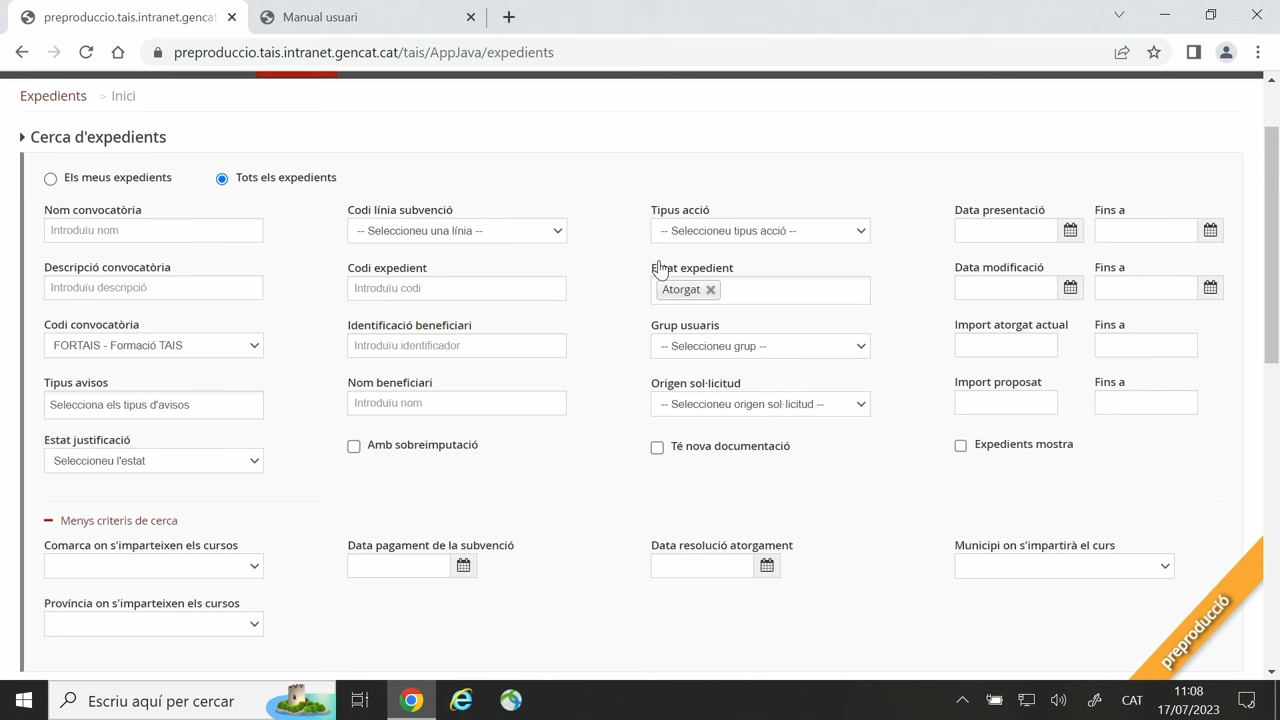 preproduccio.tais.intranet.gencat
Manual usuari
preproduccio.tais.intranet.gencat.cat/tais/AppJava/expedients
Expedients > Inici
Cerca d'expedients
Els meus expedients
Tots els expedients
Nom convocatòria
Codi línia subvenció
Tipus acció
Data presentació
Fins a
Introduïu nom
-- Seleccioneu una línia --
-- Seleccioneu tipus acció --
Descripció convocatòria
Codi expedient
expedient
Data modificació
Fins a
Introduïu descripció
Introduïu codi
Atorgat
Codi convocatòria
Identificació beneficiari
Grup usuaris
Import atorgat actual
Fins a
FORTAIS - Formació TAIS
Introduïu identificador
-- Seleccioneu grup --
Tipus avisos
Nom beneficiari
Origen sol·licitud
Import proposat
Fins a
Selecciona els tipus d'avisos
Introduïu nom
-- Seleccioneu origen sol·licitud --
Estat justificació
Amb sobreimputació
Té nova documentació
Expedients mostra
Seleccioneu l'estat
Menys criteris de cerca
Comarca on s'imparteixen els cursos
Data pagament de la subvenció
Data resolució atorgament
Municipi on s'impartirà el curs
Província on s'imparteixen els cursos
preproducció
Escriu aquí per cercar
CAT
11:08
17/07/2023